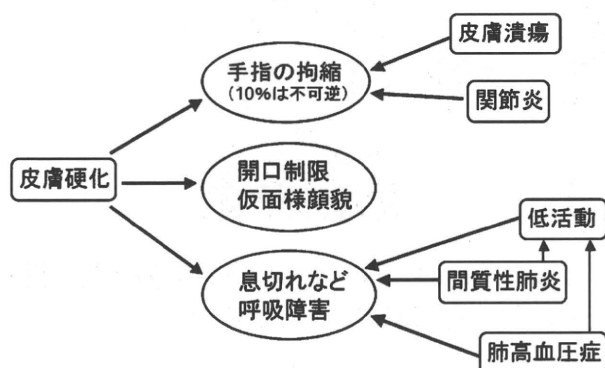 皮膚潰瘍
手指の拘縮
（10％は不可逆）
関節炎
皮膚硬化
開口制限
仮面様顔貌
低活動
息切れなど
呼吸障害
間質性肺炎
肺高血圧症